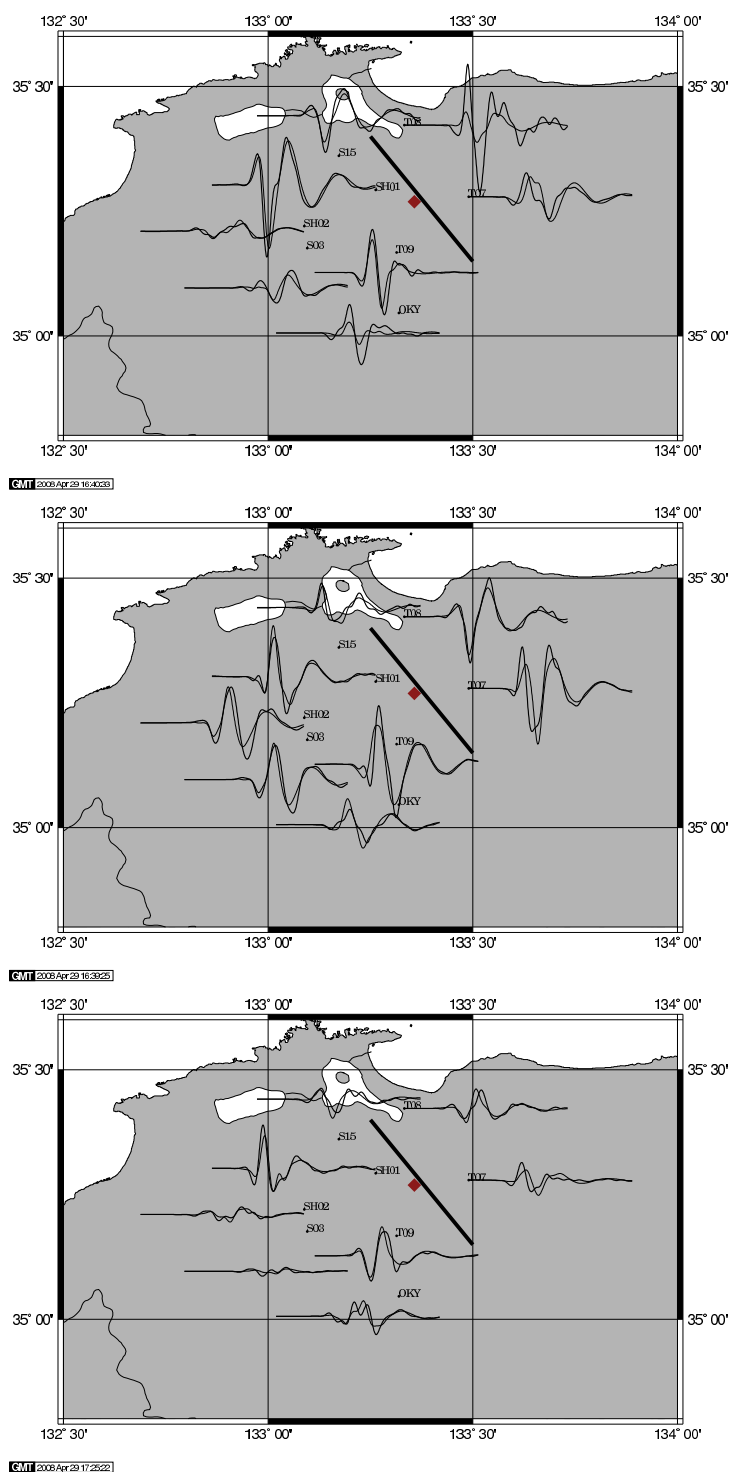 132° 30' 133° 00' 133° 30' 134° 00'
35° 30' 35° 30'
T08
S15
SH01
T07
SH02
S03 T09
OKY
35° 00' 35° 00'
132° 30' 133° 00' 133° 30' 134° 00'
GMT 2008 Apr 29 16:40:33
132° 30' 133° 00' 133° 30' 134° 00'
35° 30' 35° 30'
T08
S15
SH01
T07
SH02
S03 T09
OKY
35° 00' 35° 00'
132° 30' 133° 00' 133° 30' 134° 00'
GMT 2008 Apr 29 16:39:25
132° 30' 133° 00' 133° 30' 134° 00'
35° 30' 35° 30'
T08
S15
SH01
T07
SH02
S03 T09
OKY
35° 00' 35° 00'
132° 30' 133° 00' 133° 30' 134° 00'
GMT 2008 Apr 29 17:25:22